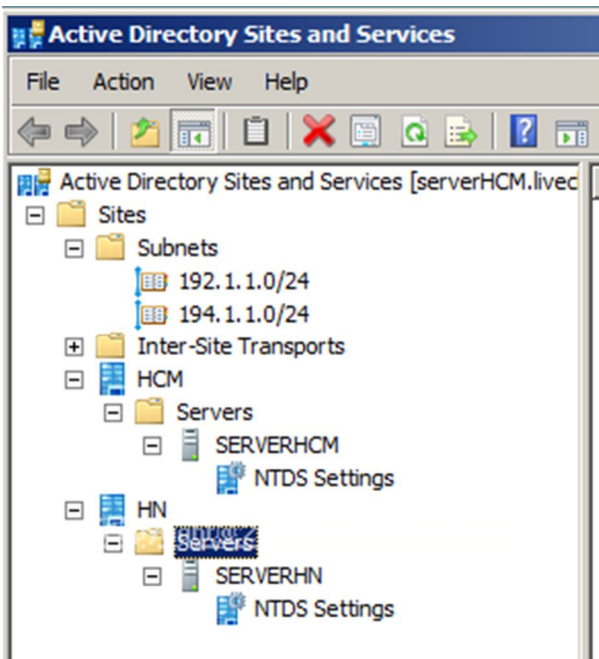 Active Directory Sites and Services
File Action View Help
Active Directory Sites and Services [serverHCM.lived
Sites
Subnets
192.1.1.0/24
194.1.1.0/24
Inter-Site Transports
HCM
Servers
SERVERHCM
NTDS Settings
HN
Servers
SERVERHN
NTDS Settings